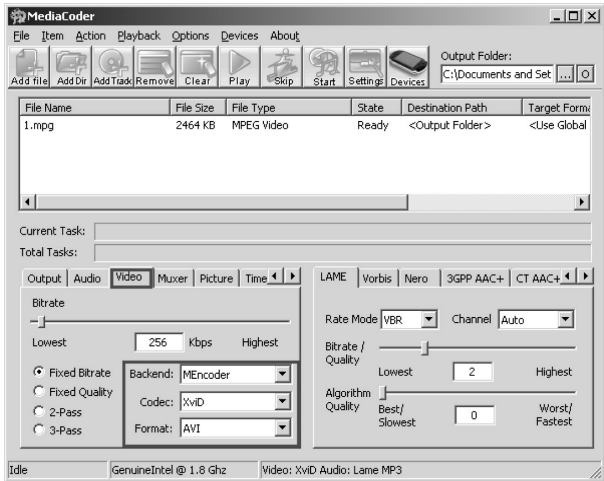 MediaCoder
File Item Action Playback Options Devices About
Output Folder:
Add file Add Dir Add Track Remove Clear Play Skip Start Settings Devices C:\Documents and Set ... O
File Name File Size File Type State Destination Path Target Forma
1.mpg 2464 KB MPEG Video Ready <Output Folder> <Use Global
Current Task:
Total Tasks:
Output Audio Video Muxer Picture Time
Bitrate
Lowest 256 Kbps Highest
Fixed Bitrate
Fixed Quality
2-Pass
3-Pass
Backend: MEncoder
Codec: XviD
Format: AVI
LAME Vorbis Nero 3GPP AAC+ CT AAC+
Rate Mode VBR Channel Auto
Bitrate /
Quality
Lowest 2 Highest
Algorithm
Quality
Best/
Slowest
0
Worst/
Fastest
Idle GenuineIntel @ 1.8 Ghz Video: XviD Audio: Lame MP3